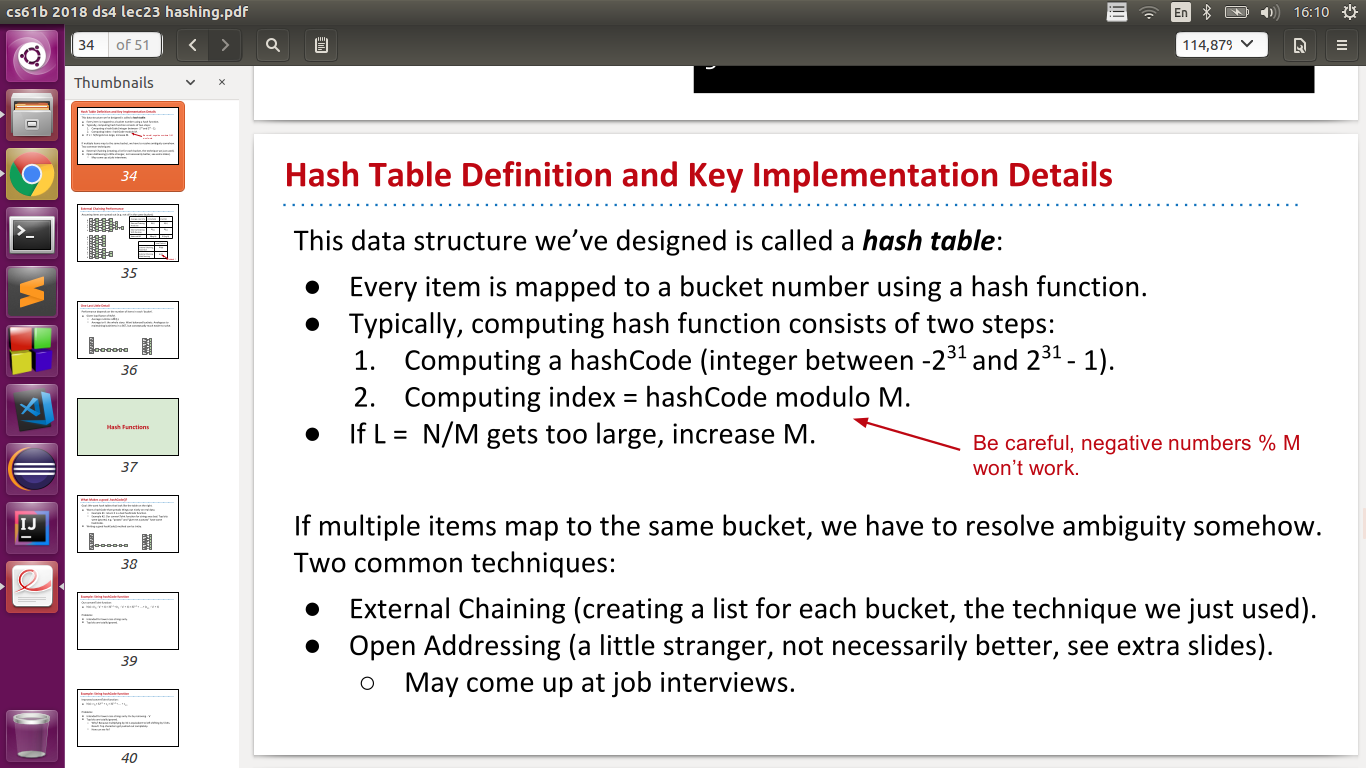 cs61b 2018 ds4 lec23 hashing.pdf
En
16:10
34 of 51
114,87%
Thumbnails
34
35
36
Hash Functions
37
38
39
40
Hash Table Definition and Key Implementation Details
This data structure we've designed is called a hash table:
● Every item is mapped to a bucket number using a hash function.
● Typically, computing hash function consists of two steps:
1. Computing a hashCode (integer between -2³¹ and 2³¹ - 1).
2. Computing index = hashCode modulo M.
● If L = N/M gets too large, increase M.
Be careful, negative numbers % M
won't work.
If multiple items map to the same bucket, we have to resolve ambiguity somehow.
Two common techniques:
● External Chaining (creating a list for each bucket, the technique we just used).
● Open Addressing (a little stranger, not necessarily better, see extra slides).
○ May come up at job interviews.